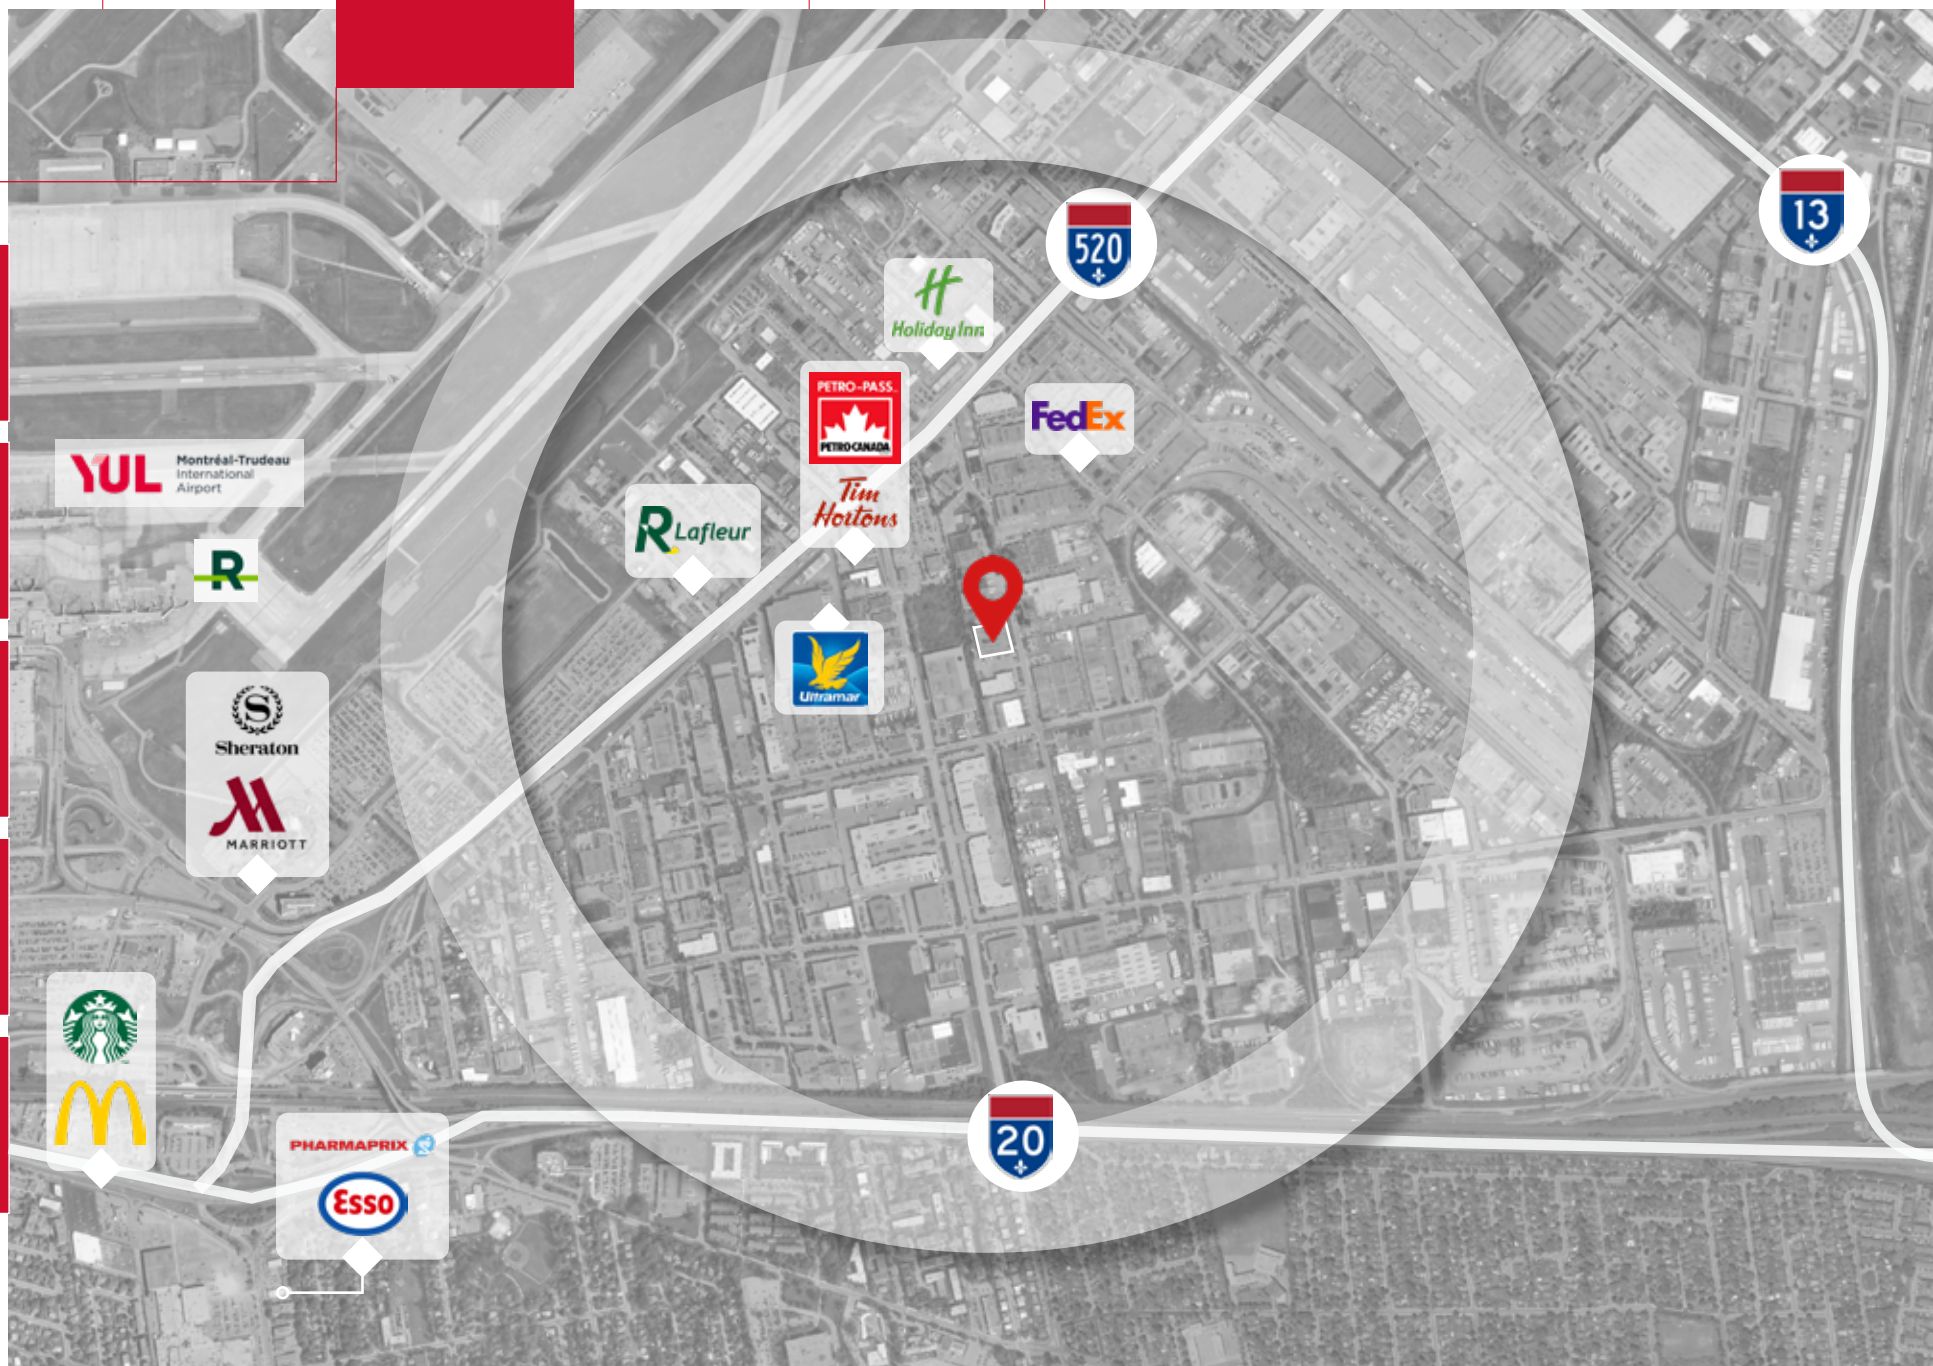 13
520
Holiday Inn
PETRO-PASS
PETRO-CANADA
FedEx
YUL
Montréal-Trudeau
International
Airport
Tim
Hortons
R Lafleur
R
Ultramar
S
Sheraton
MARRIOTT
20
PHARMAPRIX
Esso